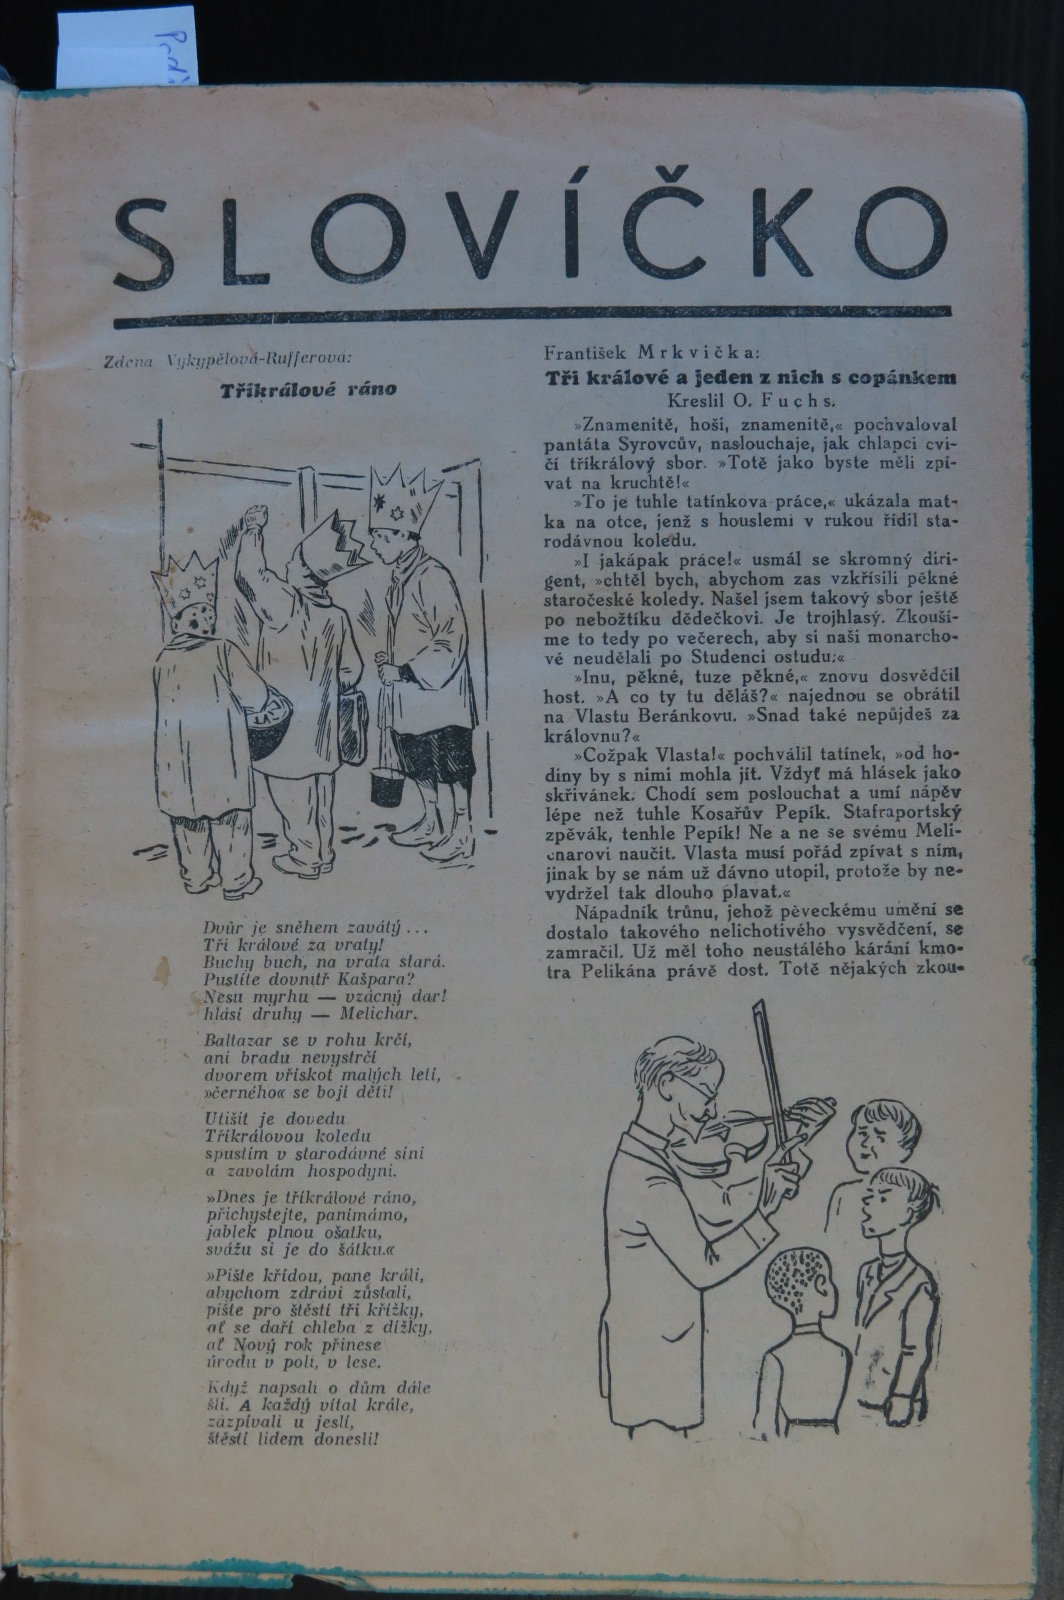 SLOVÍČKO
Zdena Vykypělová-Rufferová:
Tříkrálové ráno
Dvůr je sněhem zavátý...
Tři králové za vraty!
Buchy buch, na vrata stará.
Pustíte dovnitř Kašpara?
Nesu myrhu — vzácný dar!
hlásí druhý — Melichar.
Baltazar se v rohu krčí,
ani bradu nevystrčí
dvorem vřískot malých letí,
»černého« se bojí děti!
Utišit je dovedu
Tříkrálovou koledu
spustím v starodávné síni
a zavolám hospodyni.
»Dnes je tříkrálové ráno,
přichystejte, panímámo,
jablek plnou ošatku,
svážu si je do šátku.«
»Pište křídou, pane králi,
abychom zdrávi zůstali,
pište pro štěstí tři křížky,
ať se daří chleba z dížky,
ať Nový rok přinese
úrodu v poli, v lese.
Když napsali o dům dále
šli. A každý vítal krále,
zazpívali u jeslí,
štěstí lidem donesli!
František Mrkvička:
Tři králové a jeden z nich s copánkem
Kreslil O. Fuchs.
»Znamenitě, hoši, znamenitě,« pochvaloval
pantáta Syrovcův, naslouchaje, jak chlapci cvi-
čí tříkrálový sbor. »Totě jako byste měli zpí-
vat na kruchtě!«
»To je tuhle tatínkova práce,« ukázala mat-
ka na otce, jenž s houslemi v rukou řídil sta-
rodávnou koledu.
»I jakápak práce!« usmál se skromný diri-
gent, »chtěl bych, abychom zas vzkřísili pěkné
staročeské koledy. Našel jsem takový sbor ještě
po nebožtíku dědečkovi. Je trojhlasý. Zkouší-
me to tedy po večerech, aby si naši monarcho-
vé neudělali po Studenci ostudu;«
»Inu, pěkné, tuze pěkné,« znovu dosvědčil
host. »A co ty tu děláš?« najednou se obrátil
na Vlastu Beránkovu. »Snad také nepůjdeš za
královnu?«
»Cožpak Vlasta!« pochválil tatínek, »od ho-
diny by s nimi mohla jít. Vždyť má hlásek jako
skřivánek. Chodí sem poslouchat a umí nápěv
lépe než tuhle Kosařův Pepík. Stafraportský
zpěvák, tenhle Pepík! Ne a ne se svému Meli-
charovi naučit. Vlasta musí pořád zpívat s ním,
jinak by se nám už dávno utopil, protože by ne-
vydržel tak dlouho plavat.«
Nápadník trůnu, jehož pěveckému umění se
dostalo takového nelichotivého vysvědčení, se
zamračil. Už měl toho neustálého kárání kmo-
tra Pelikána právě dost. Totě nějakých zkou-